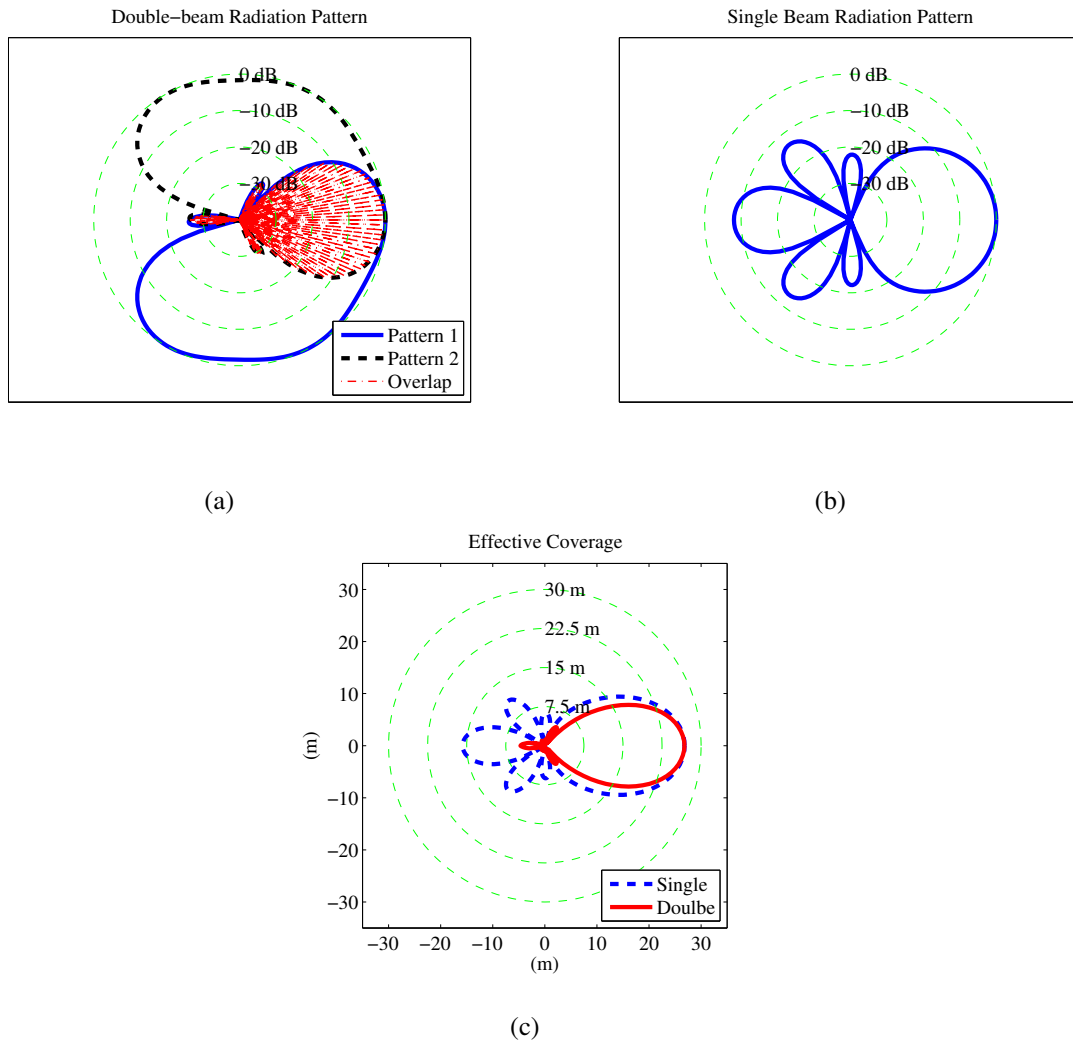 Double−beam Radiation Pattern
0 dB
−10 dB
−20 dB
−30 dB
Pattern 1
Pattern 2
Overlap
(a)
Single Beam Radiation Pattern
0 dB
−10 dB
−20 dB
−30 dB
(b)
Effective Coverage
30 m
22.5 m
15 m
7.5 m
30
20
10
0
−10
−20
−30
(m)
Single
Doulbe
−30 −20 −10 0 10 20 30
(m)
(c)